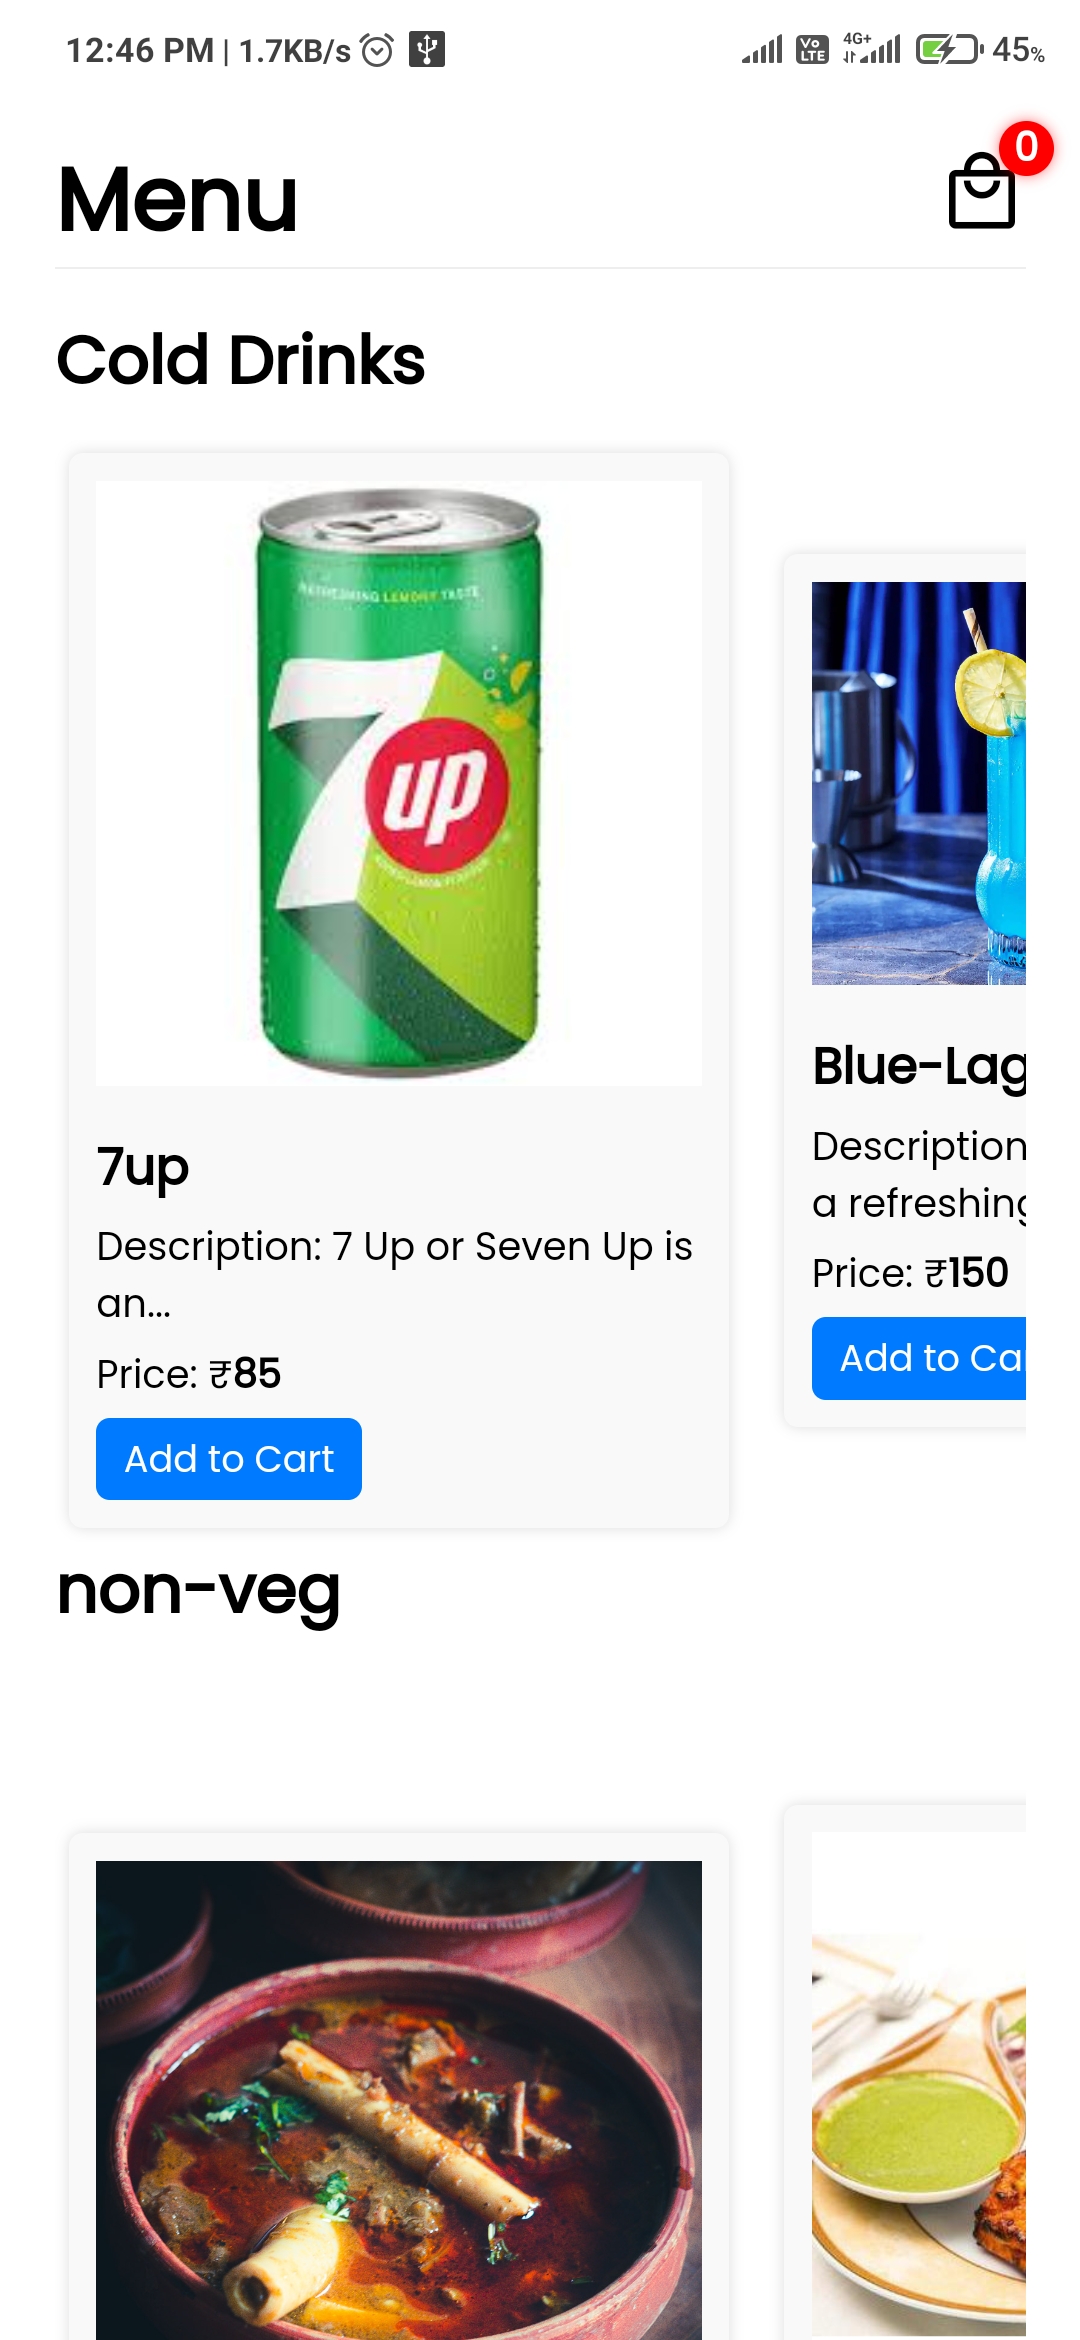 12:46 PM | 1.7KB/s
Vo LTE 4G+ 45%
Menu
0
Cold Drinks
REFRESHING LEMONY TASTE
7up
7up
Description: 7 Up or Seven Up is
an...
Price: ₹85
Add to Cart
Blue-Lag
Description
a refreshing
Price: ₹150
Add to Car
non-veg